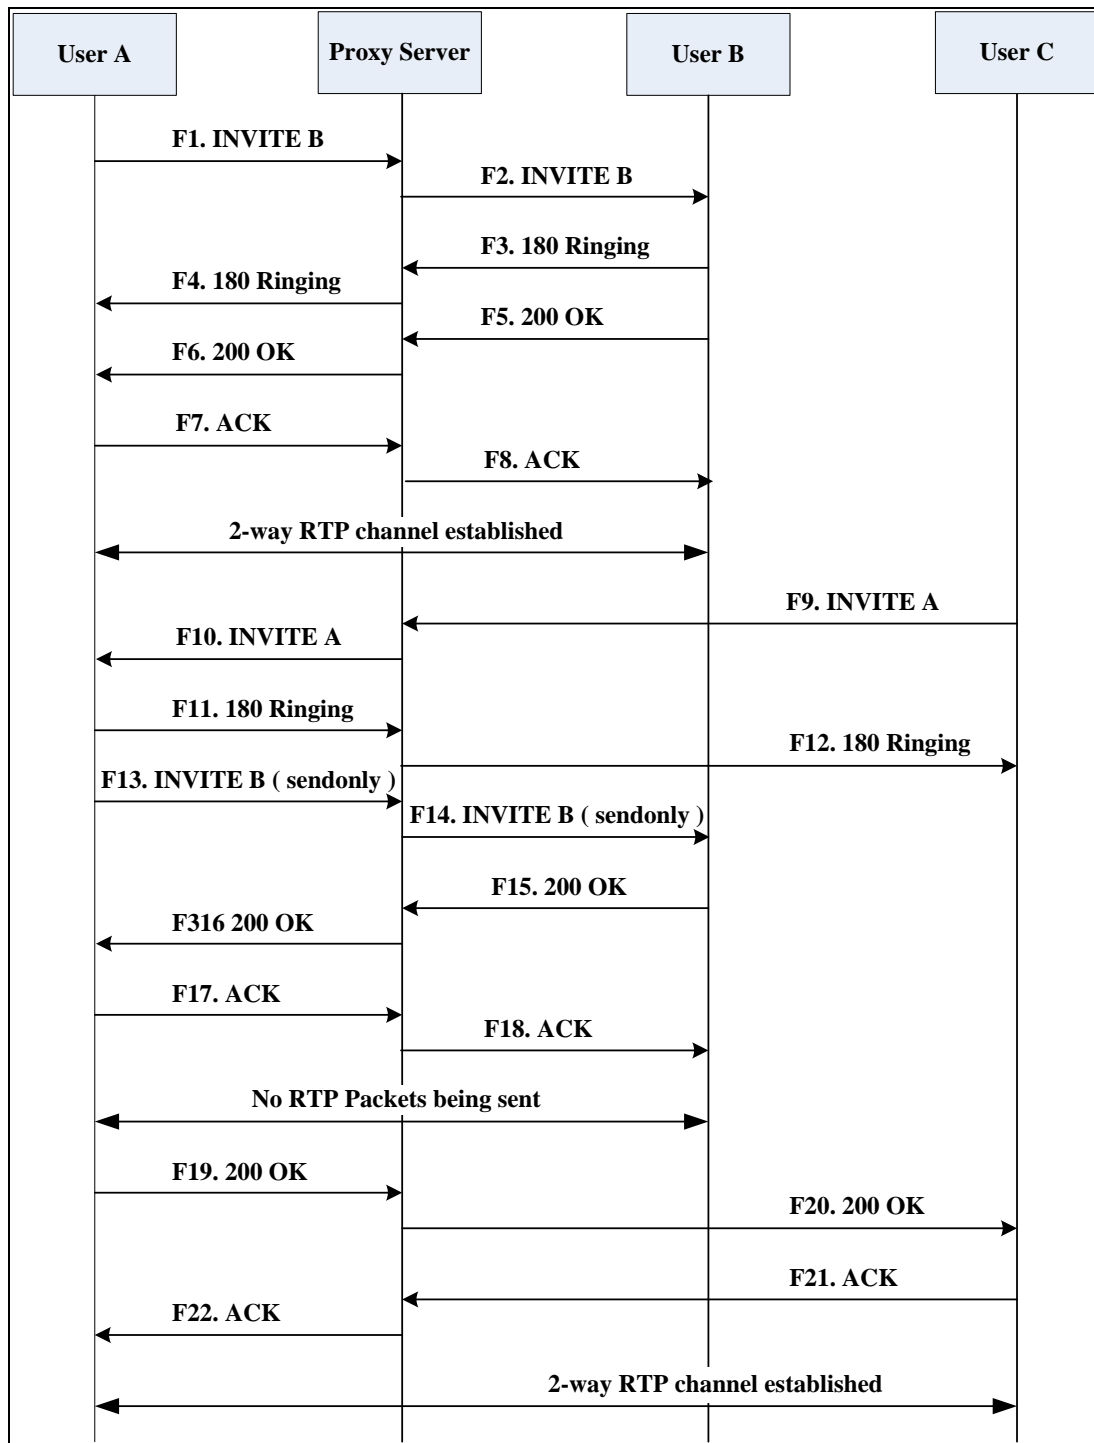 User A
Proxy Server
User B
User C
F1. INVITE B
F2. INVITE B
F3. 180 Ringing
F4. 180 Ringing
F5. 200 OK
F6. 200 OK
F7. ACK
F8. ACK
2-way RTP channel established
F9. INVITE A
F10. INVITE A
F11. 180 Ringing
F12. 180 Ringing
F13. INVITE B ( sendonly )
F14. INVITE B ( sendonly )
F15. 200 OK
F316 200 OK
F17. ACK
F18. ACK
No RTP Packets being sent
F19. 200 OK
F20. 200 OK
F21. ACK
F22. ACK
2-way RTP channel established